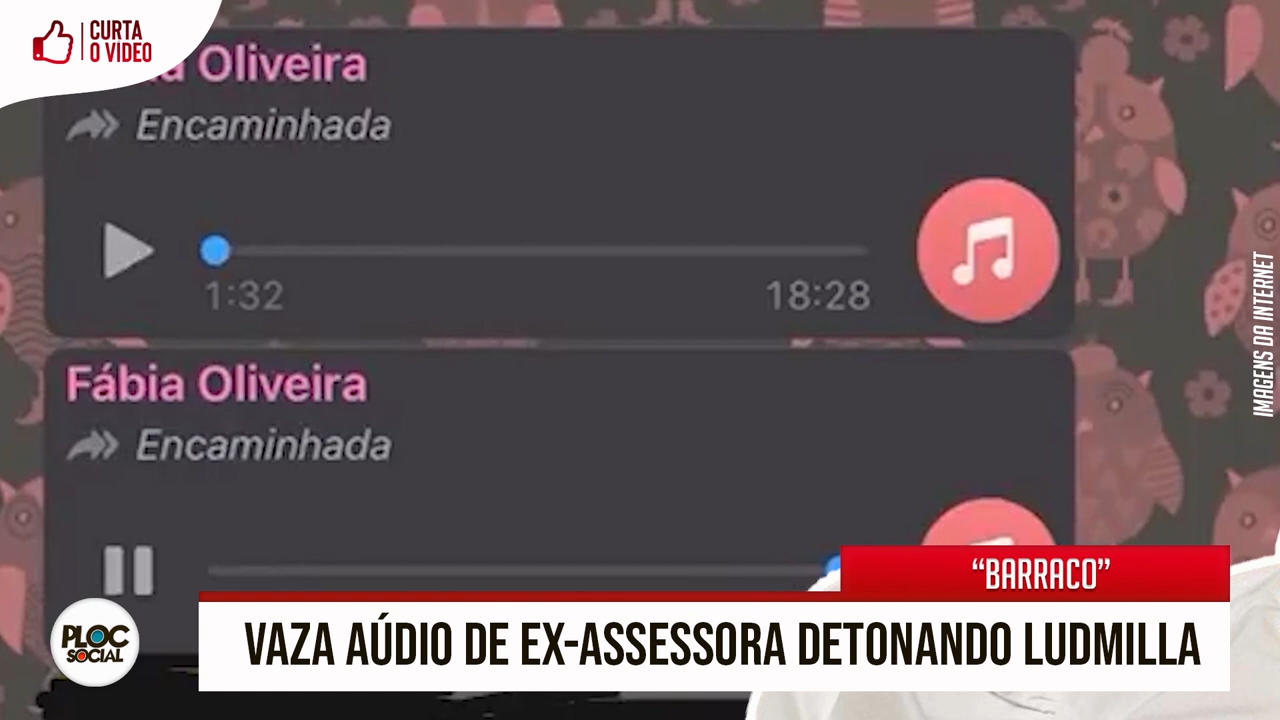 CURTA
O VIDEO
Oliveira
Encaminhada
1:32
18:28
Fábia Oliveira
Encaminhada
IMAGENS DA INTERNET
“BARRACO”
PLOC
SOCIAL
VAZA AÚDIO DE EX-ASSESSORA DETONANDO LUDMILLA